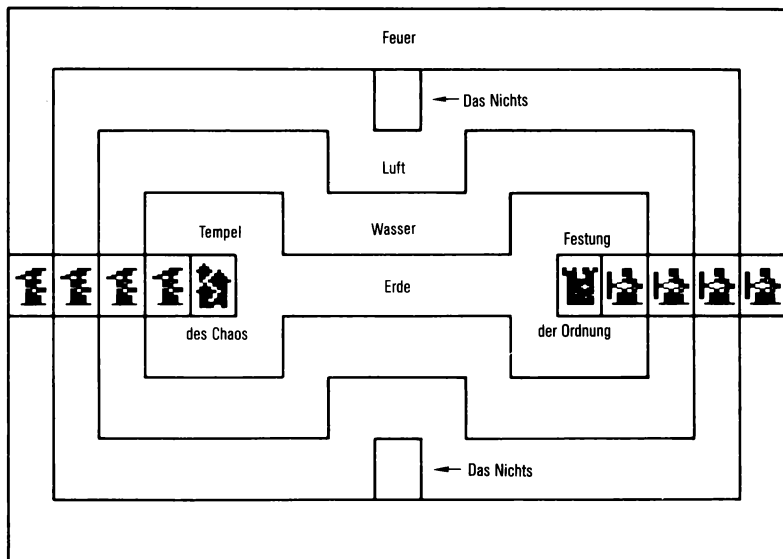 Feuer
Das Nichts
Luft
Wasser
Tempel
Festung
Erde
des Chaos
der Ordnung
Das Nichts